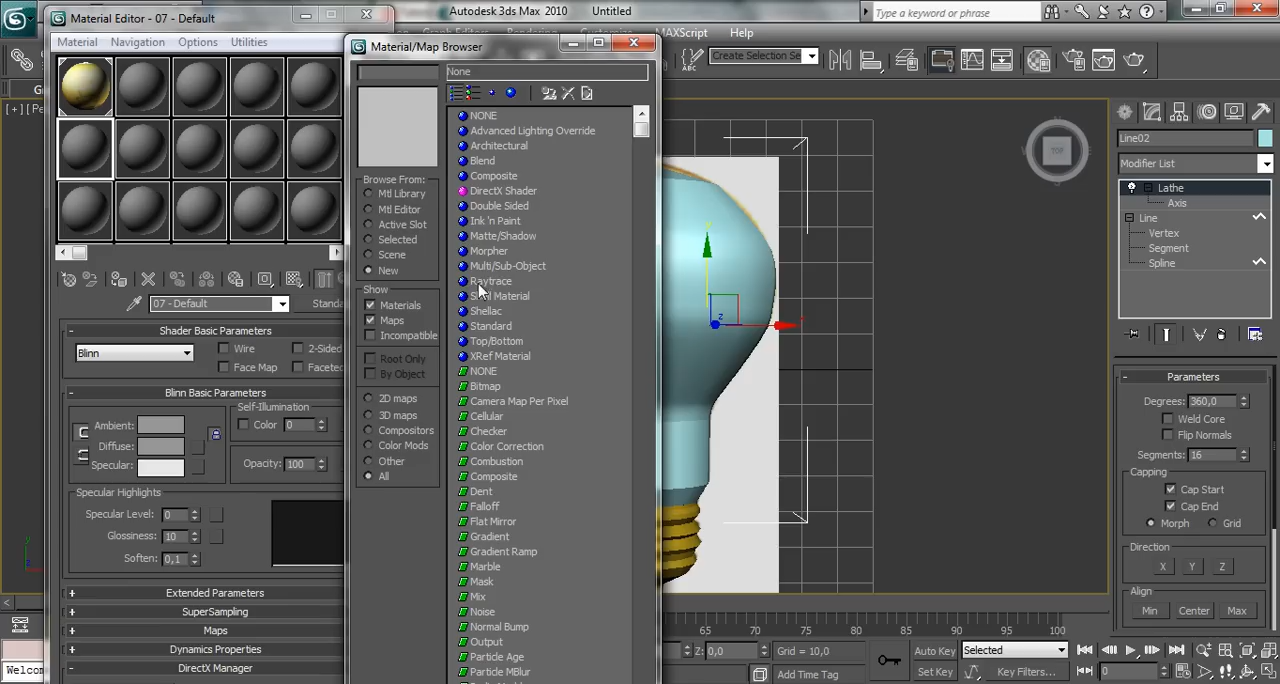 Material Editor - 07 - Default
Autodesk 3ds Max 2010
Untitled
Type a keyword or phrase
Material
Navigation
Options
Utilities
Material/Map Browser
MAXScript
Help
Create Selection Se
None
NONE
Advanced Lighting Override
Architectural
Blend
Composite
DirectX Shader
Double Sided
Ink 'n Paint
Matte/Shadow
Morpher
Multi/Sub-Object
Raytrace
Material
Shellac
Standard
Top/Bottom
XRef Material
NONE
Bitmap
Camera Map Per Pixel
Cellular
Checker
Color Correction
Combustion
Composite
Dent
Falloff
Flat Mirror
Gradient
Gradient Ramp
Marble
Mask
Mix
Noise
Normal Bump
Output
Particle Age
Particle MBlur
Browse From:
Mtl Library
Mtl Editor
Active Slot
Selected
Scene
New
Show
Materials
Maps
Incompatible
Root Only
By Object
2D maps
3D maps
Compositors
Color Mods
Other
All
07 - Default
Standa
Shader Basic Parameters
Blinn
Wire
2-Sided
Face Map
Faceted
Blinn Basic Parameters
Ambient:
Diffuse:
Specular:
Self-Illumination
Color
0
Opacity:
100
Specular Highlights
Specular Level:
0
Glossiness:
10
Soften:
0,1
Extended Parameters
SuperSampling
Maps
Dynamics Properties
DirectX Manager
Welcom
TOP
z
Line02
Modifier List
Lathe
Axis
Line
Vertex
Segment
Spline
Parameters
Degrees:
360,0
Weld Core
Flip Normals
Segments:
16
Capping
Cap Start
Cap End
Morph
Grid
Direction
X
Y
Z
Align
Min
Center
Max
65
70
75
80
85
90
95
100
Z:
0,0
Grid = 10,0
Add Time Tag
Auto Key
Selected
Set Key
Key Filters...
0